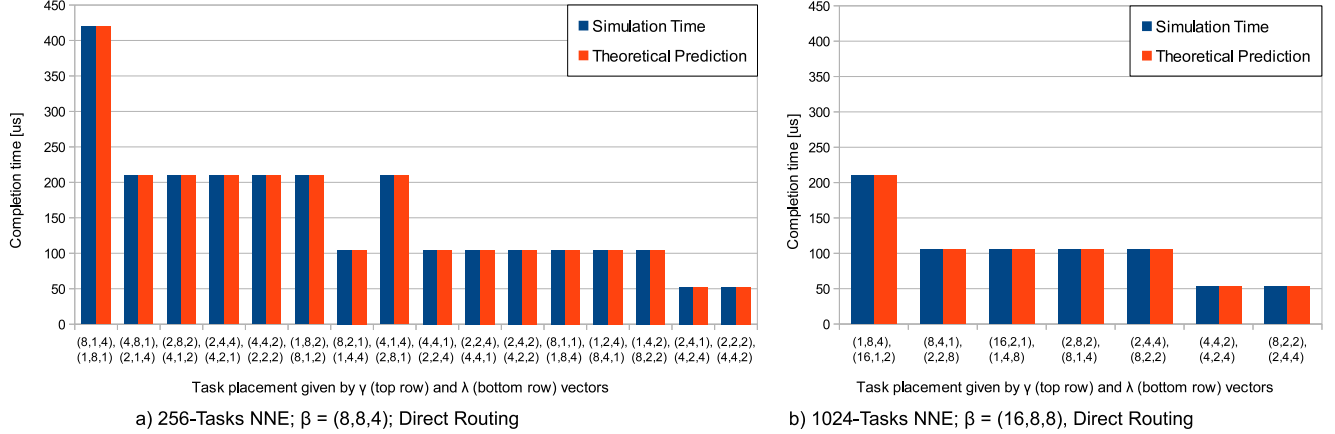 450
400
350
300
250
200
150
100
50
0
Completion time [us]
Simulation Time
Theoretical Prediction
(8,1,4), (4,8,1), (2,8,2), (2,4,4), (4,4,2), (1,8,2), (8,2,1), (4,1,4), (4,4,1), (2,2,4), (2,4,2), (8,1,1), (1,2,4), (1,4,2), (2,4,1), (2,2,2),
(1,8,1) (2,1,4) (4,1,2) (4,2,1) (2,2,2) (8,1,2) (1,4,4) (2,8,1) (2,2,4) (4,4,1) (4,2,2) (1,8,4) (8,4,1) (8,2,2) (4,2,4) (4,4,2)
Task placement given by γ (top row) and λ (bottom row) vectors
a) 256-Tasks NNE; β = (8,8,4); Direct Routing
450
400
350
300
250
200
150
100
50
0
Completion time [us]
Simulation Time
Theoretical Prediction
(1,8,4), (8,4,1), (16,2,1), (2,8,2), (2,4,4), (4,4,2), (8,2,2),
(16,1,2) (2,2,8) (1,4,8) (8,1,4) (8,2,2) (4,2,4) (2,4,4)
Task placement given by γ (top row) and λ (bottom row) vectors
b) 1024-Tasks NNE; β = (16,8,8), Direct Routing